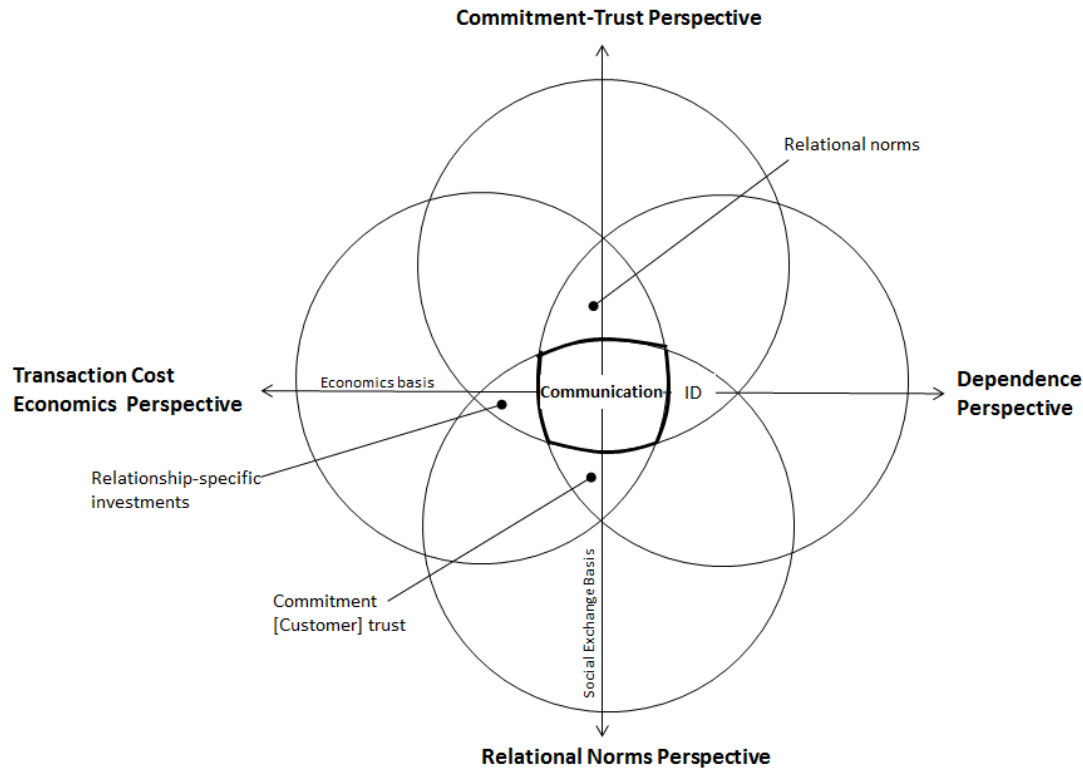 Commitment-Trust Perspective
Relational norms
Transaction Cost
Economics Perspective
Economics basis
Communication
ID
Dependence
Perspective
Relationship-specific
investments
Commitment
[Customer] trust
Social Exchange Basis
Relational Norms Perspective